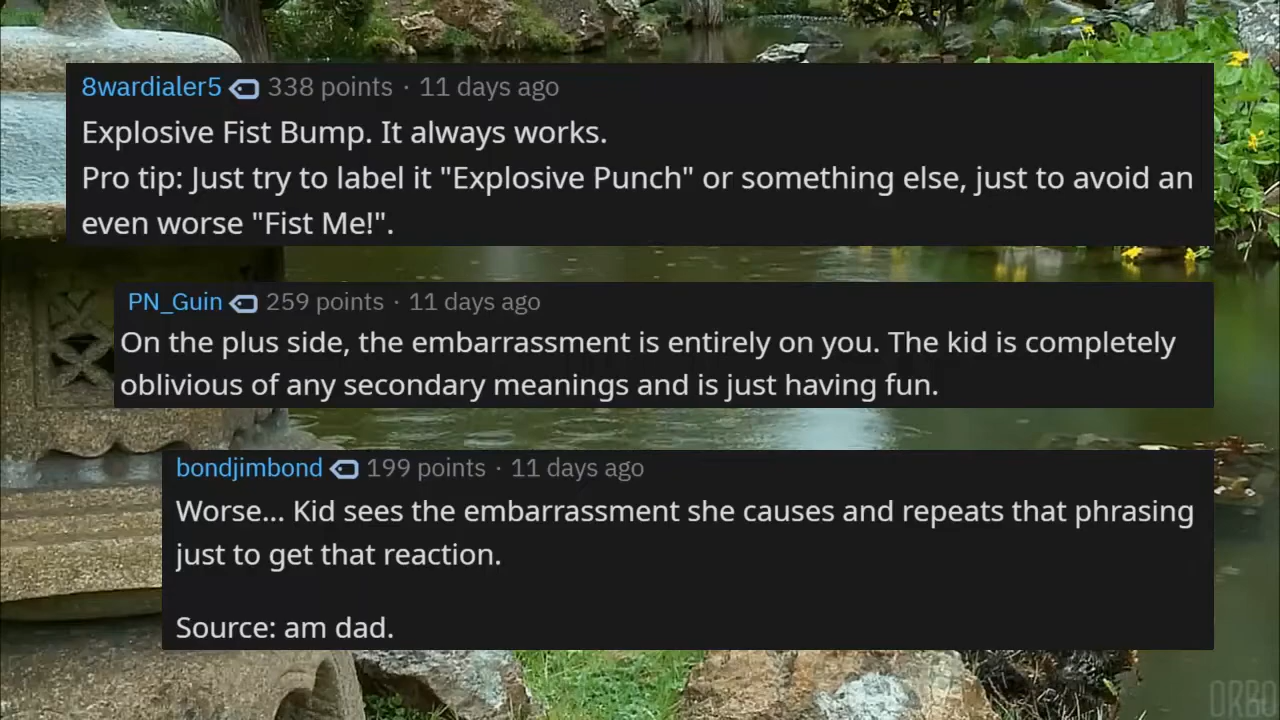 8wardialer5 338 points · 11 days ago
Explosive Fist Bump. It always works.
Pro tip: Just try to label it "Explosive Punch" or something else, just to avoid an
even worse "Fist Me!".
PN_Guin 259 points · 11 days ago
On the plus side, the embarrassment is entirely on you. The kid is completely
oblivious of any secondary meanings and is just having fun.
bondjimbond 199 points · 11 days ago
Worse... Kid sees the embarrassment she causes and repeats that phrasing
just to get that reaction.
Source: am dad.
ORBO